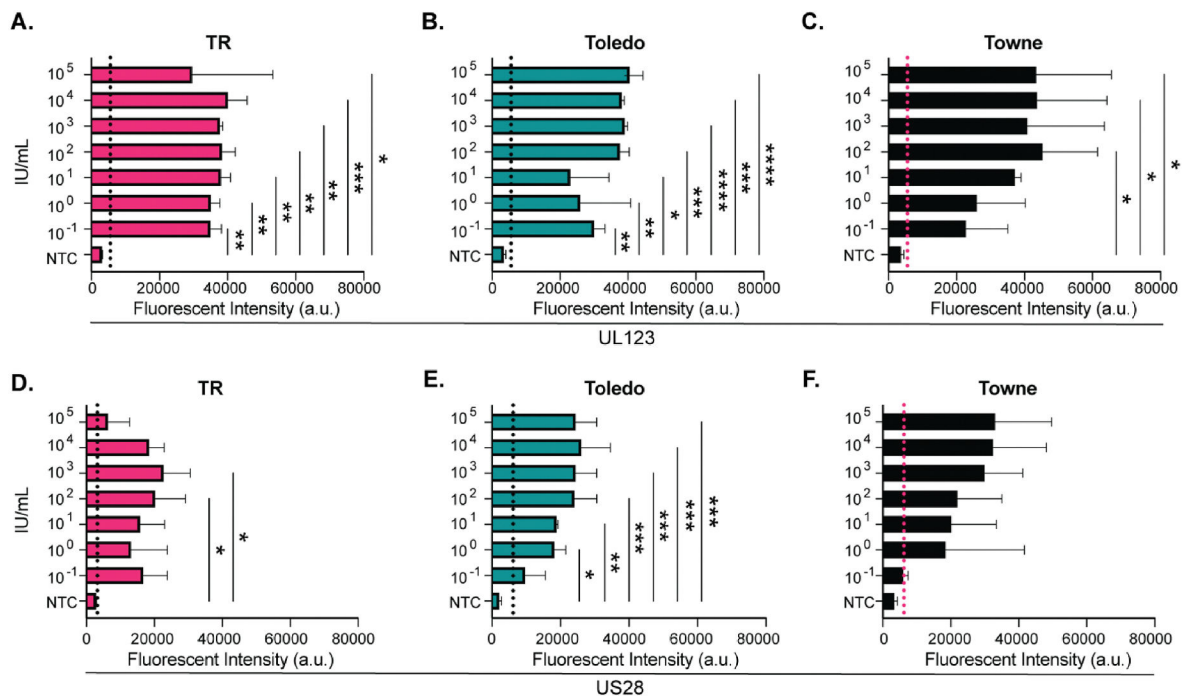 A.
TR
IU/mL
10^5
10^4
10^3
10^2
10^1
10^0
10^-1
NTC
** ** ** ** ** *** *
0 20000 40000 60000 80000
Fluorescent Intensity (a.u.)
B.
Toledo
10^5
10^4
10^3
10^2
10^1
10^0
10^-1
NTC
** ** * *** **** *** ****
0 20000 40000 60000 80000
Fluorescent Intensity (a.u.)
C.
Towne
10^5
10^4
10^3
10^2
10^1
10^0
10^-1
NTC
* * *
0 20000 40000 60000 80000
Fluorescent Intensity (a.u.)
UL123
D.
TR
IU/mL
10^5
10^4
10^3
10^2
10^1
10^0
10^-1
NTC
* *
0 20000 40000 60000 80000
Fluorescent Intensity (a.u.)
E.
Toledo
10^5
10^4
10^3
10^2
10^1
10^0
10^-1
NTC
* ** *** *** *** ***
0 20000 40000 60000 80000
Fluorescent Intensity (a.u.)
F.
Towne
10^5
10^4
10^3
10^2
10^1
10^0
10^-1
NTC
0 20000 40000 60000 80000
Fluorescent Intensity (a.u.)
US28